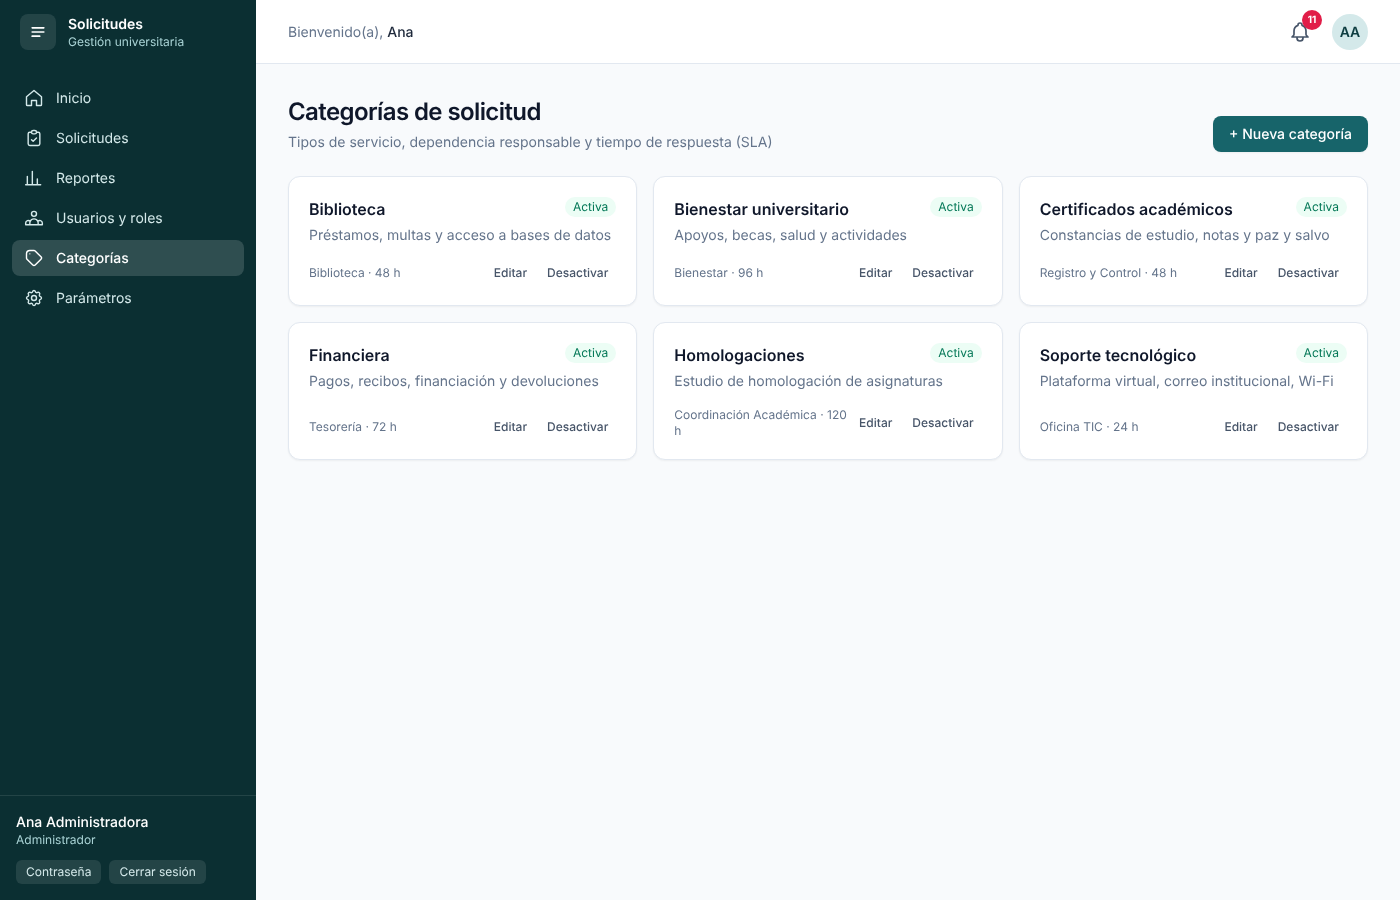 Solicitudes
Gestión universitaria
Inicio
Solicitudes
Reportes
Usuarios y roles
Categorías
Parámetros
Ana Administradora
Administrador
Contraseña
Cerrar sesión
Bienvenido(a), Ana
11
AA
Categorías de solicitud
Tipos de servicio, dependencia responsable y tiempo de respuesta (SLA)
+ Nueva categoría
Biblioteca
Activa
Préstamos, multas y acceso a bases de datos
Biblioteca · 48 h
Editar
Desactivar
Bienestar universitario
Activa
Apoyos, becas, salud y actividades
Bienestar · 96 h
Editar
Desactivar
Certificados académicos
Activa
Constancias de estudio, notas y paz y salvo
Registro y Control · 48 h
Editar
Desactivar
Financiera
Activa
Pagos, recibos, financiación y devoluciones
Tesorería · 72 h
Editar
Desactivar
Homologaciones
Activa
Estudio de homologación de asignaturas
Coordinación Académica · 120
h
Editar
Desactivar
Soporte tecnológico
Activa
Plataforma virtual, correo institucional, Wi-Fi
Oficina TIC · 24 h
Editar
Desactivar